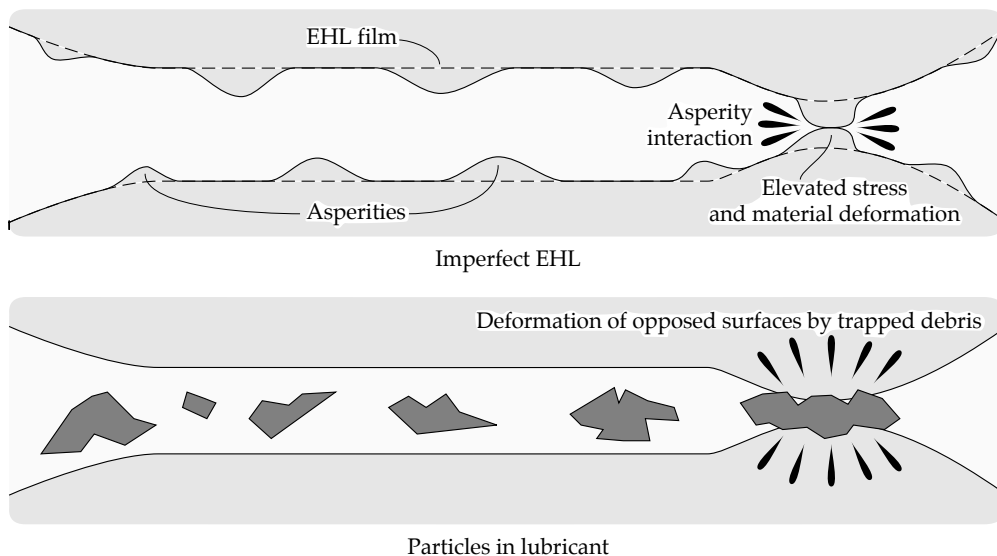 EHL film
Asperity
interaction
Asperities
Elevated stress
and material deformation
Imperfect EHL
Deformation of opposed surfaces by trapped debris
Particles in lubricant